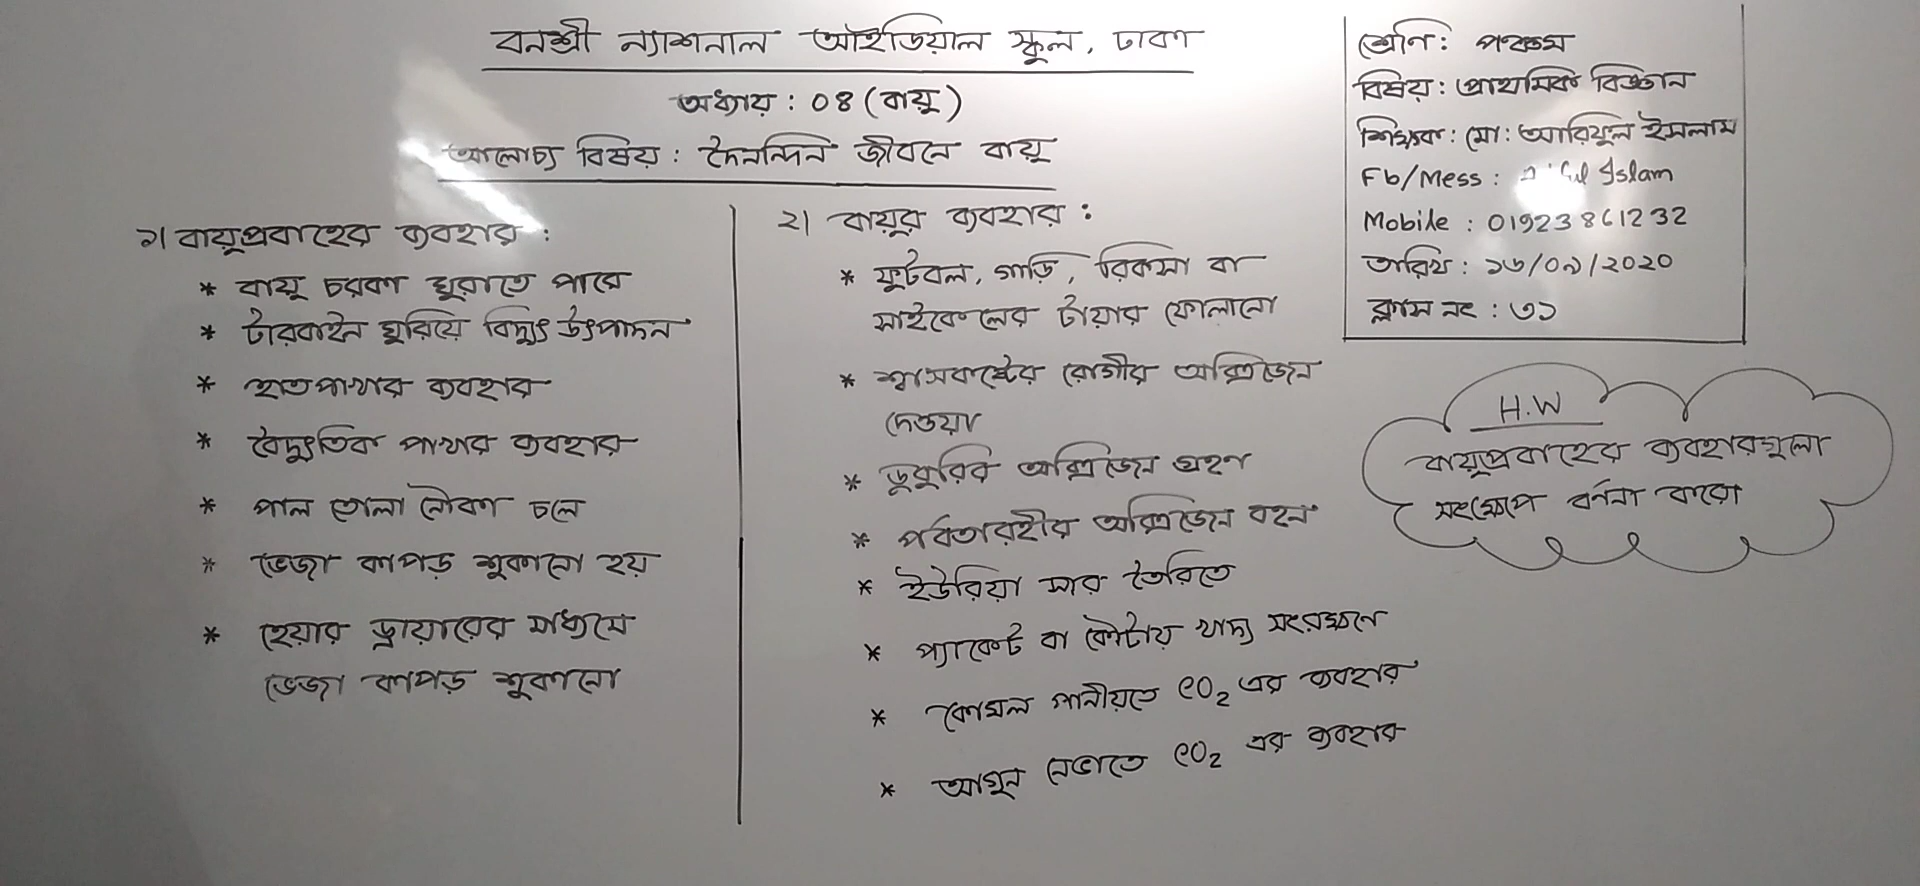 বনশ্রী ন্যাশনাল আইডিয়াল স্কুল, ঢাকা
অধ্যায় : ০৪ (বায়ু)
আলোচ্য বিষয় : দৈনন্দিন জীবনে বায়ু
১। বায়ুপ্রবাহের ব্যবহার :
* বায়ু চরকা ঘুরাতে পারে
* টারবাইন ঘুরিয়ে বিদ্যুৎ উৎপাদন
* হাতপাখার ব্যবহার
* বৈদ্যুতিক পাখার ব্যবহার
* পাল তোলা নৌকা চলে
* ভেজা কাপড় শুকানো হয়
* হেয়ার ড্রায়ারের মাধ্যমে
ভেজা কাপড় শুকানো
২। বায়ুর ব্যবহার :
* ফুটবল, গাড়ি, রিকসা বা
সাইকেলের টায়ার ফোলানো
* শ্বাসকষ্টের রোগীর অক্সিজেন
দেওয়া
* ডুবুরির অক্সিজেন গ্রহণ
* পর্বতারহীর অক্সিজেন বহন
* ইউরিয়া সার তৈরিতে
* প্যাকেট বা কৌটায় খাদ্য সংরক্ষণে
* কোমল পানীয়তে CO₂ এর ব্যবহার
* আগুন নেভাতে CO₂ এর ব্যবহার
শ্রেণি : পঞ্চম
বিষয় : প্রাথমিক বিজ্ঞান
শিক্ষক : মো : আরিফুল ইসলাম
Fb/Mess : Islam
Mobile : 01923861232
তারিখ : ১৬/০৯/২০২০
ক্লাস নং : ৩১
H.W
বায়ুপ্রবাহের ব্যবহারগুলো
সংক্ষেপে বর্ণনা করো